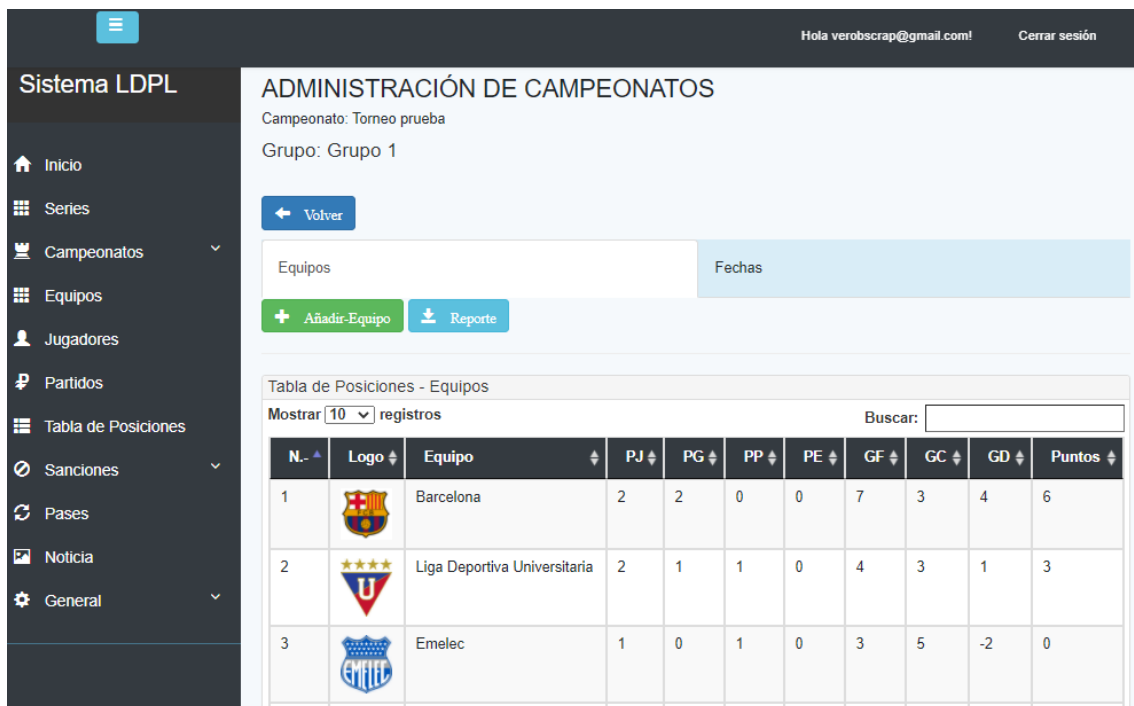 Hola verobscrap@gmail.com! Cerrar sesión
Sistema LDPL
Inicio
Series
Campeonatos
Equipos
Jugadores
Partidos
Tabla de Posiciones
Sanciones
Pases
Noticia
General
ADMINISTRACIÓN DE CAMPEONATOS
Campeonato: Torneo prueba
Grupo: Grupo 1
Volver
Equipos Fechas
Añadir-Equipo Reporte
Tabla de Posiciones - Equipos
Mostrar 10 registros Buscar:
N.- Logo Equipo PJ PG PP PE GF GC GD Puntos
1 Barcelona 2 2 0 0 7 3 4 6
2 U Liga Deportiva Universitaria 2 1 1 0 4 3 1 3
3 EMELEC Emelec 1 0 1 0 3 5 -2 0